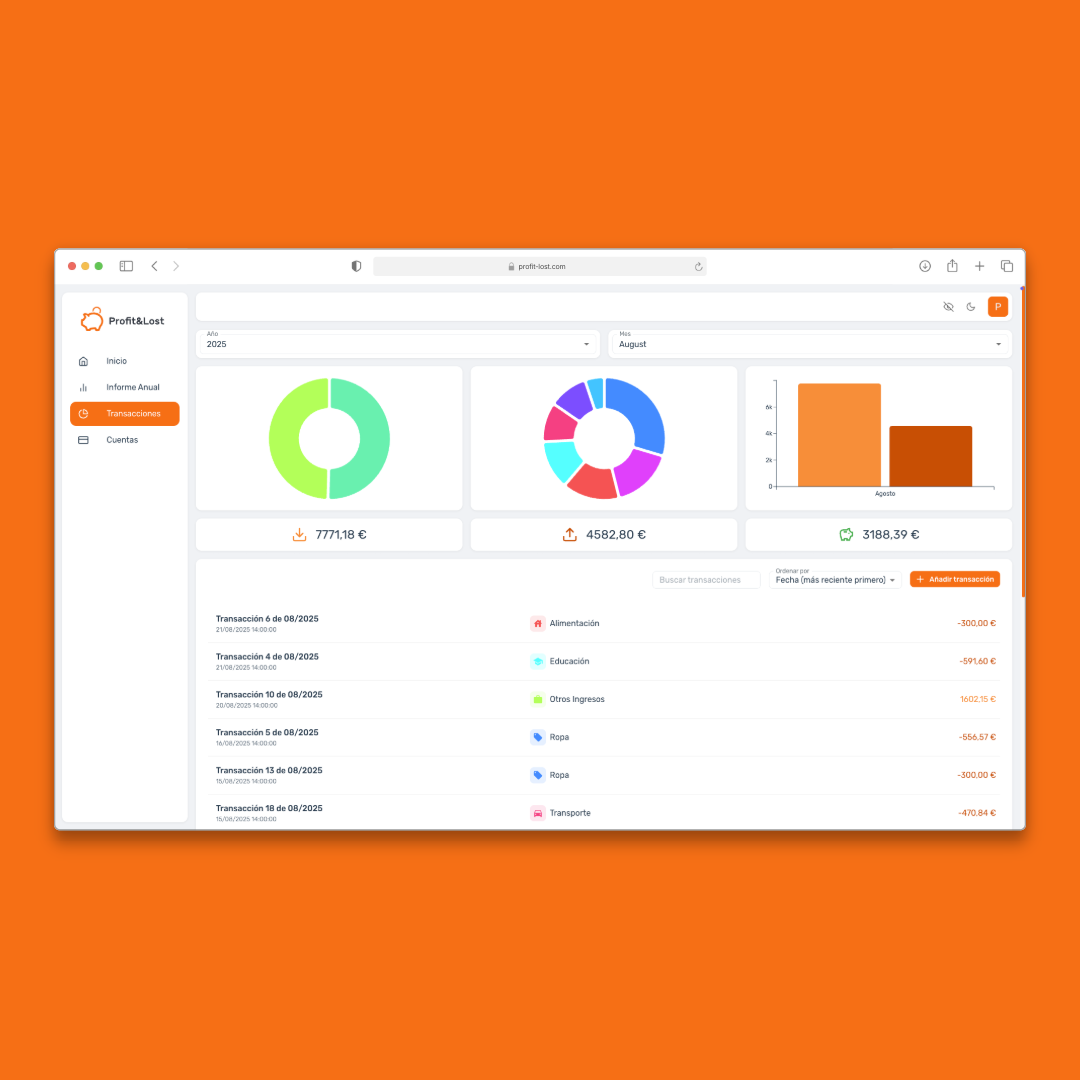 profit-lost.com
Profit&Lost
P
Inicio
Informe Anual
Transacciones
Cuentas
Año
2025
Mes
August
6k
4k
2k
0
Agosto
7771,18 €
4582,80 €
3188,39 €
Buscar transacciones
Ordenar por
Fecha (más reciente primero)
Añadir transacción
Transacción 6 de 08/2025
21/08/2025 14:00:00
Alimentación
-300,00 €
Transacción 4 de 08/2025
21/08/2025 14:00:00
Educación
-591,60 €
Transacción 10 de 08/2025
20/08/2025 14:00:00
Otros Ingresos
1602,15 €
Transacción 5 de 08/2025
16/08/2025 14:00:00
Ropa
-556,57 €
Transacción 13 de 08/2025
15/08/2025 14:00:00
Ropa
-300,00 €
Transacción 18 de 08/2025
15/08/2025 14:00:00
Transporte
-470,84 €